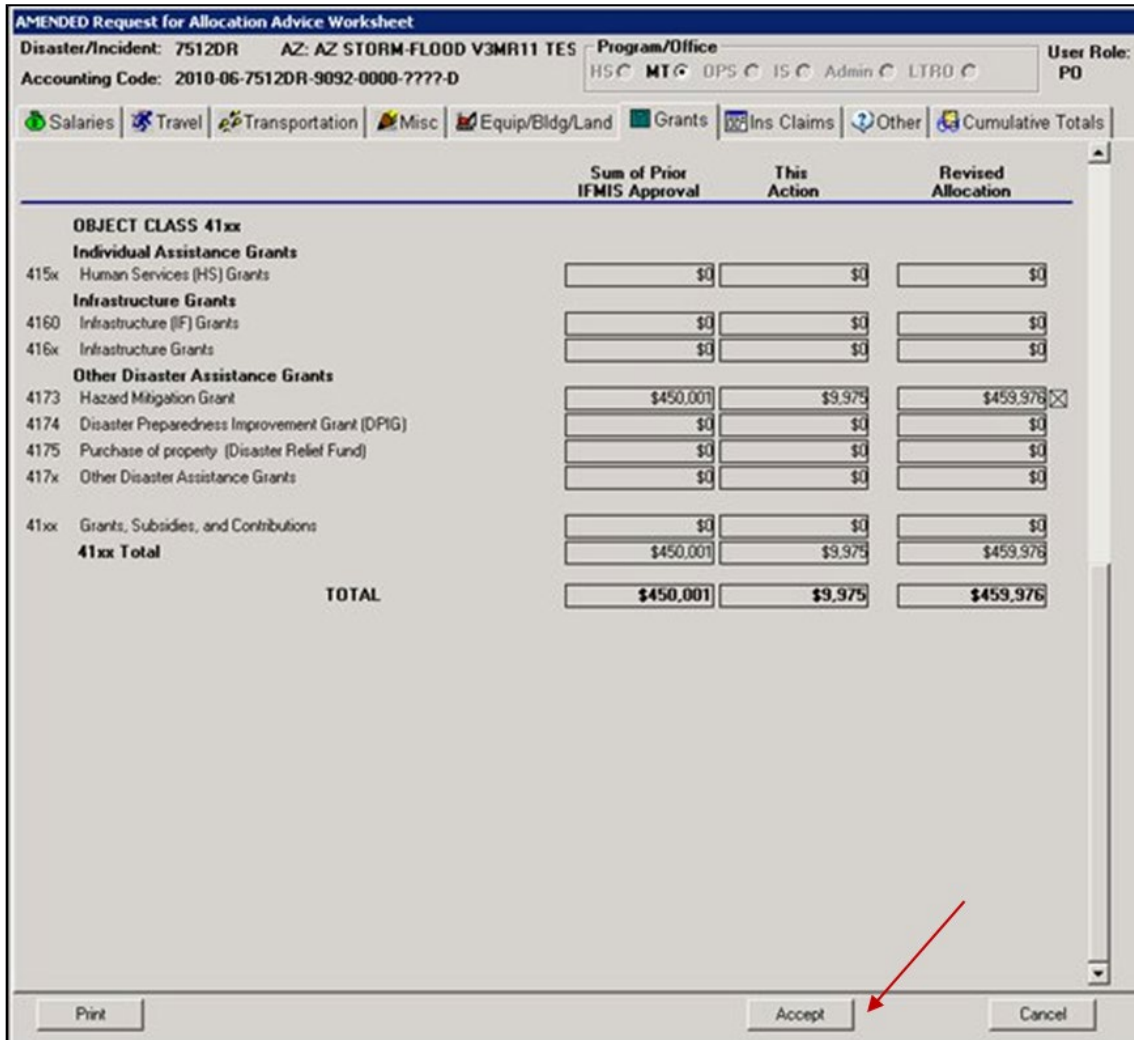 AMENDED Request for Allocation Advice Worksheet
Disaster/Incident: 7512DR AZ: AZ STORM-FLOOD V3MR11 TES Program/Office User Role:
HS MT OPS IS Admin LTRO PO
Accounting Code: 2010-06-7512DR-9092-0000-????-D
Salaries Travel Transportation Misc Equip/Bldg/Land Grants Ins Claims Other Cumulative Totals
Sum of Prior This Revised
IFMIS Approval Action Allocation
OBJECT CLASS 41xx
Individual Assistance Grants
415x Human Services (HS) Grants $0 $0 $0
Infrastructure Grants
4160 Infrastructure (IF) Grants $0 $0 $0
416x Infrastructure Grants $0 $0 $0
Other Disaster Assistance Grants
4173 Hazard Mitigation Grant $450,001 $9,975 $459,976
4174 Disaster Preparedness Improvement Grant (DPIG) $0 $0 $0
4175 Purchase of property (Disaster Relief Fund) $0 $0 $0
417x Other Disaster Assistance Grants $0 $0 $0
41xx Grants, Subsidies, and Contributions $0 $0 $0
41xx Total $450,001 $9,975 $459,976
TOTAL $450,001 $9,975 $459,976
Print Accept Cancel